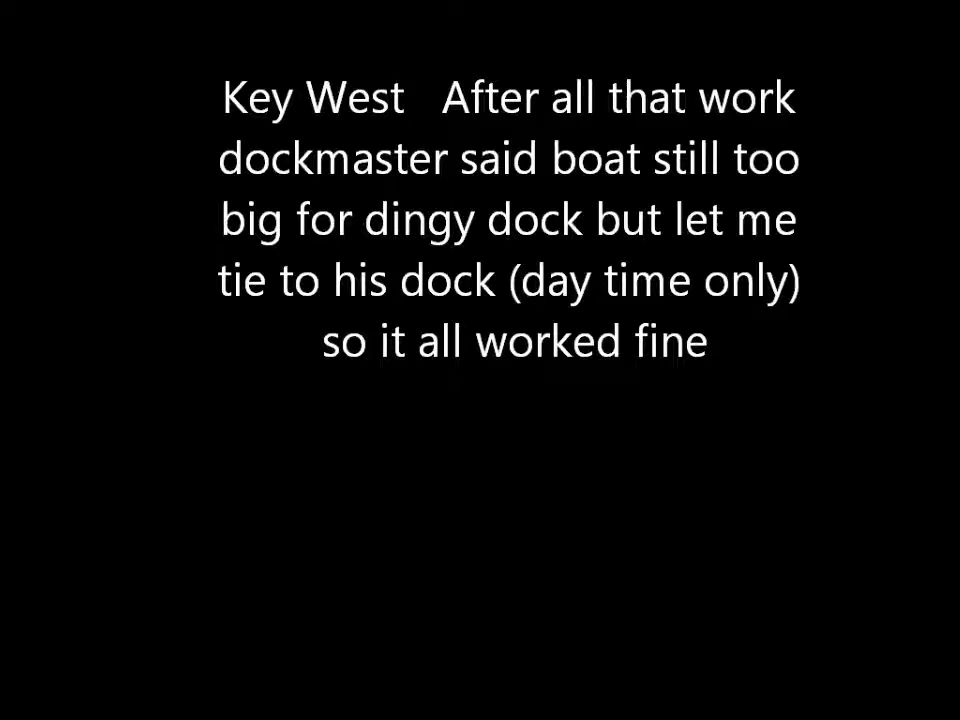 Key West   After all that work
dockmaster said boat still too
big for dingy dock but let me
tie to his dock (day time only)
so it all worked fine